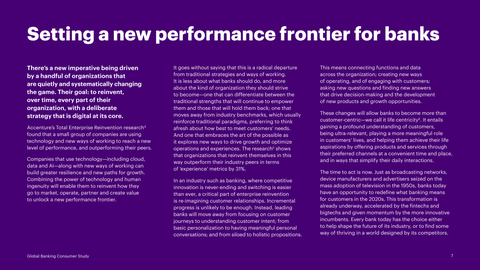 Setting a new performance frontier for banks
There's a new imperative being driven
by a handful of organizations that
are quietly and systematically changing
the game. Their goal: to reinvent,
over time, every part of their
organization, with a deliberate
strategy that is digital at its core.
Accenture's Total Enterprise Reinvention research³
found that a small group of companies are using
technology and new ways of working to reach a new
level of performance, and outperforming their peers.
Companies that use technology—including cloud,
data and AI—along with new ways of working can
build greater resilience and new paths for growth.
Combining the power of technology and human
ingenuity will enable them to reinvent how they
go to market, operate, partner and create value
to unlock a new performance frontier.
It goes without saying that this is a radical departure
from traditional strategies and ways of working.
It is less about what banks should do, and more
about the kind of organization they should strive
to become—one that can differentiate between the
traditional strengths that will continue to empower
them and those that will hold them back; one that
moves away from industry benchmarks, which usually
reinforce traditional paradigms, preferring to think
afresh about how best to meet customers' needs.
And one that embraces the art of the possible as
it explores new ways to drive growth and optimize
operations and experiences. The research² shows
that organizations that reinvent themselves in this
way outperform their industry peers in terms
of 'experience' metrics by 31%.
In an industry such as banking, where competitive
innovation is never-ending and switching is easier
than ever, a critical part of enterprise reinvention
is re-imagining customer relationships. Incremental
progress is unlikely to be enough. Instead, leading
banks will move away from focusing on customer
journeys to understanding customer intent; from
basic personalization to having meaningful personal
conversations; and from siloed to holistic propositions.
This means connecting functions and data
across the organization; creating new ways
of operating, and of engaging with customers;
asking new questions and finding new answers
that drive decision making and the development
of new products and growth opportunities.
These changes will allow banks to become more than
customer-centric—we call it life centricity⁴. It entails
gaining a profound understanding of customers,
being ultra-relevant, playing a more meaningful role
in customers' lives, and helping them achieve their life
aspirations by offering products and services through
their preferred channels at a convenient time and place,
and in ways that simplify their daily interactions.
The time to act is now. Just as broadcasting networks,
device manufacturers and advertisers seized on the
mass adoption of television in the 1950s, banks today
have an opportunity to redefine what banking means
for customers in the 2020s. This transformation is
already underway, accelerated by the fintechs and
bigtechs and given momentum by the more innovative
incumbents. Every bank today has the choice either
to help shape the future of its industry, or to find some
way of thriving in a world designed by its competitors.
Global Banking Consumer Study
7